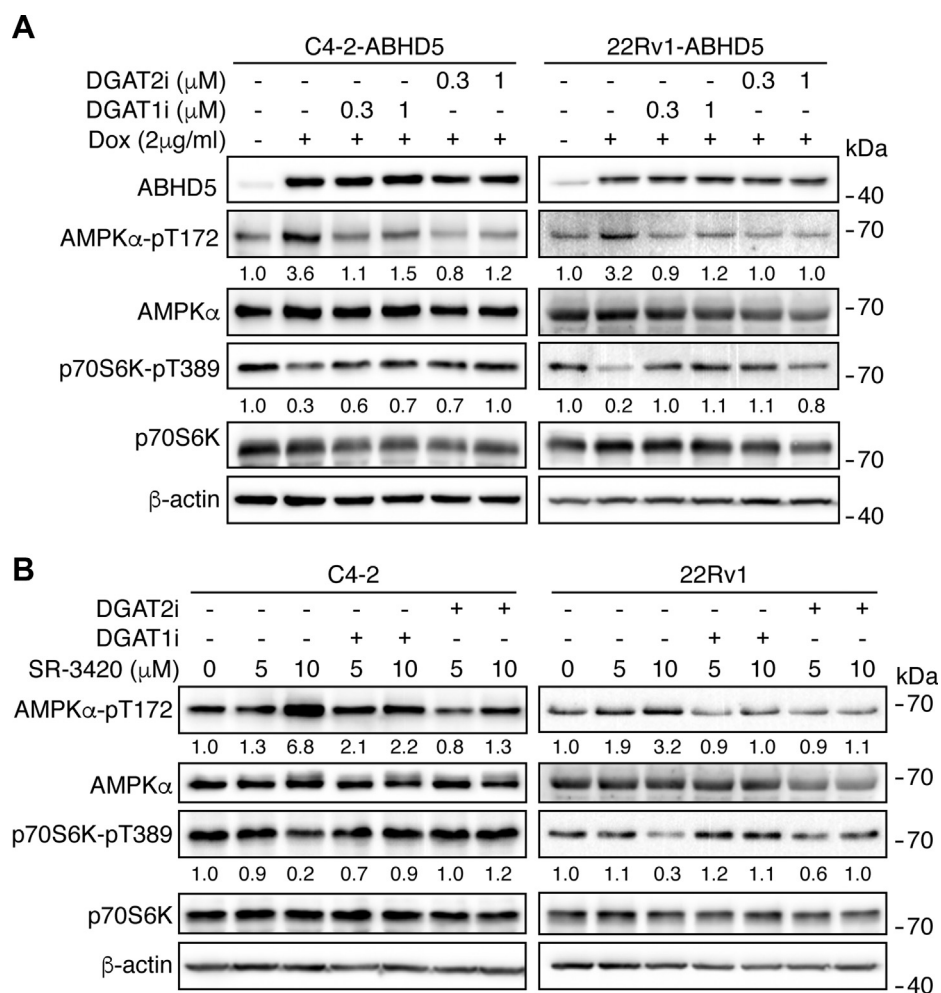 A
C4-2-ABHD5 22Rv1-ABHD5
DGAT2i (μM) - - - - 0.3 1 - - - - 0.3 1
DGAT1i (μM) - - 0.3 1 - - - - 0.3 1 - -
Dox (2μg/ml) - + + + + + - + + + + +
kDa
ABHD5 -40
AMPKα-pT172 -70
1.0 3.6 1.1 1.5 0.8 1.2 1.0 3.2 0.9 1.2 1.0 1.0
AMPKα -70
p70S6K-pT389 -70
1.0 0.3 0.6 0.7 0.7 1.0 1.0 0.2 1.0 1.1 1.1 0.8
p70S6K -70
β-actin -40
B
C4-2 22Rv1
DGAT2i - - - - - + + - - - - - + +
DGAT1i - - - + + - - - - - + + - -
SR-3420 (μM) 0 5 10 5 10 5 10 0 5 10 5 10 5 10
kDa
AMPKα-pT172 -70
1.0 1.3 6.8 2.1 2.2 0.8 1.3 1.0 1.9 3.2 0.9 1.0 0.9 1.1
AMPKα -70
p70S6K-pT389 -70
1.0 0.9 0.2 0.7 0.9 1.0 1.2 1.0 1.1 0.3 1.2 1.1 0.6 1.0
p70S6K -70
β-actin -40